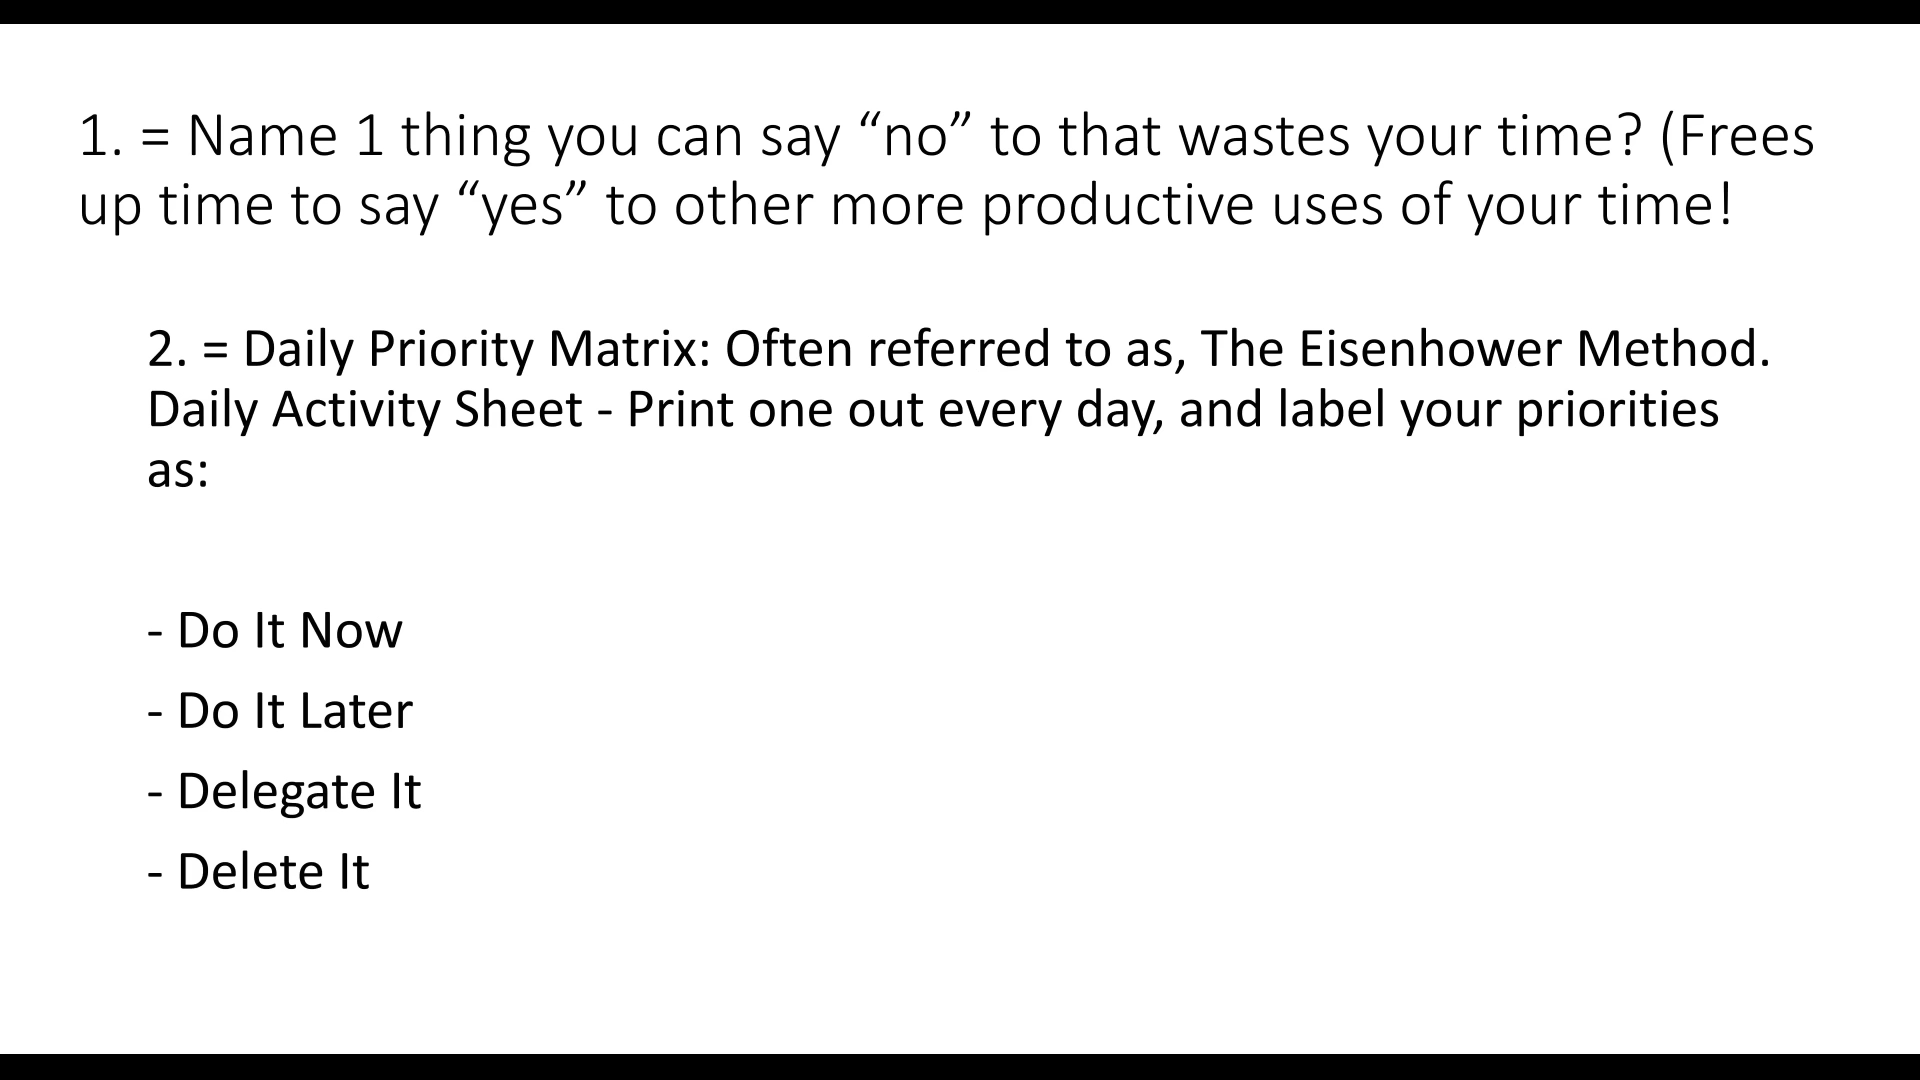 1. = Name 1 thing you can say “no” to that wastes your time? (Frees
up time to say “yes” to other more productive uses of your time!
2. = Daily Priority Matrix: Often referred to as, The Eisenhower Method.
Daily Activity Sheet - Print one out every day, and label your priorities
as:
- Do It Now
- Do It Later
- Delegate It
- Delete It